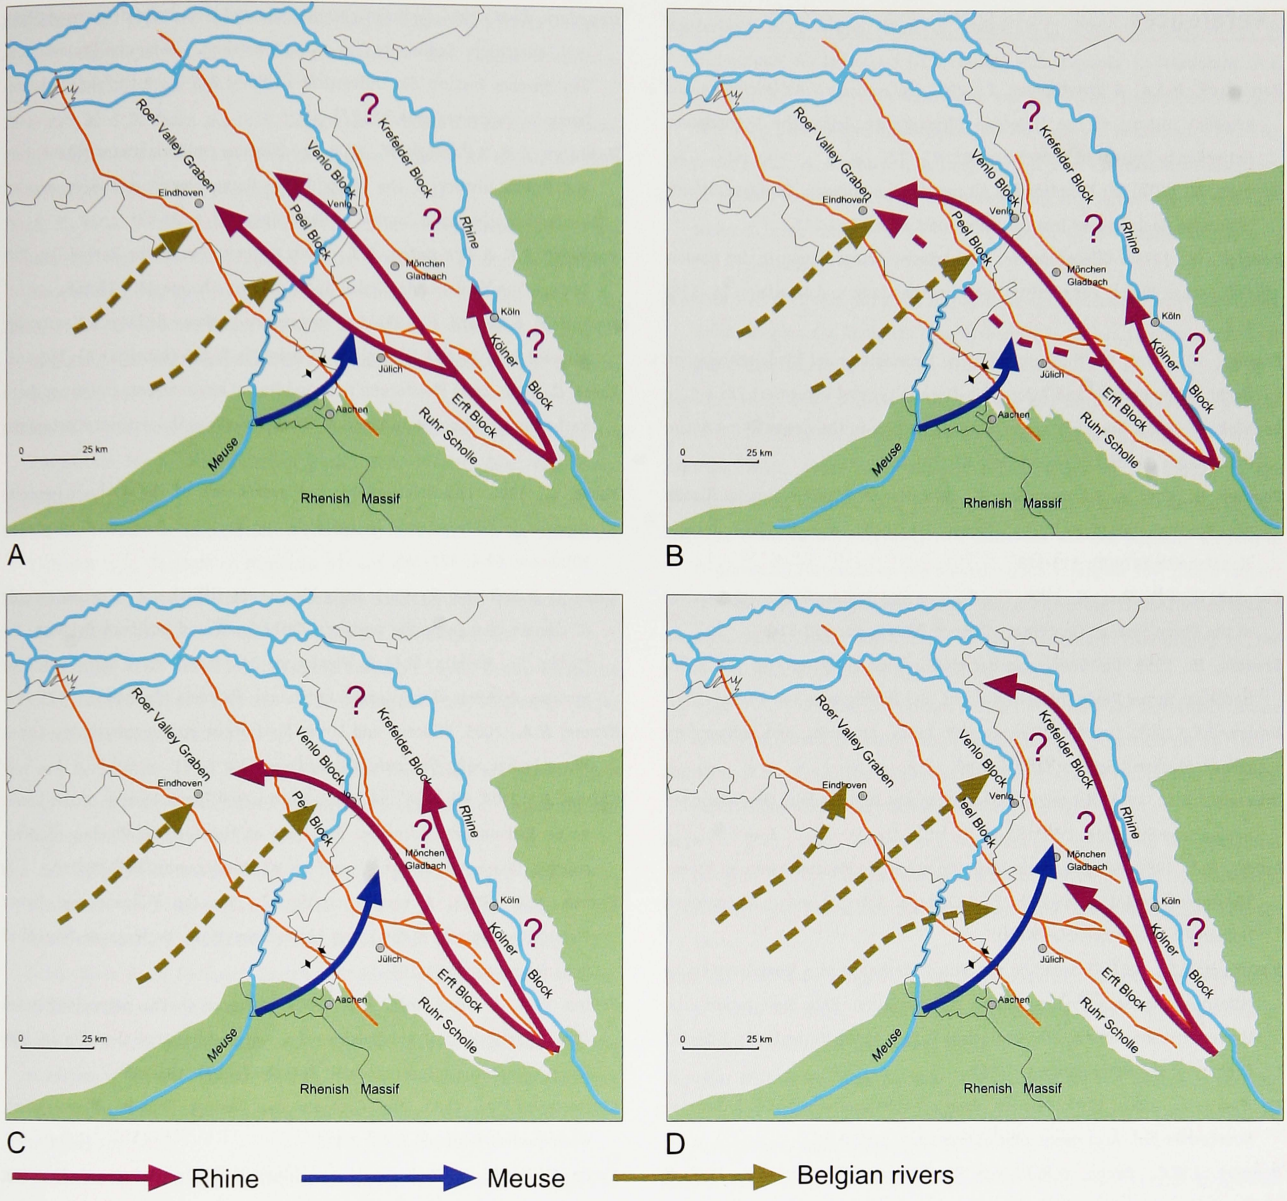 Roer Valley Graben
?
Krefelder Block
Venlo Block
Eindhoven
Venlo
Peel Block
?
Rhine
Mönchen
Gladbach
Köln
?
Kölner
Block
Jülich
Erft Block
Aachen
Ruhr Scholle
Meuse
0 25 km
Rhenish Massif
A
Roer Valley Graben
?
Krefelder Block
Venlo Block
Eindhoven
Venlo
Peel Block
?
Rhine
Mönchen
Gladbach
Köln
?
Kölner
Block
Jülich
Erft Block
Aachen
Ruhr Scholle
Meuse
0 25 km
Rhenish Massif
B
Roer Valley Graben
?
Krefelder Block
Venlo Block
Eindhoven
Venlo
Peel Block
?
Rhine
Mönchen
Gladbach
Köln
?
Kölner
Block
Jülich
Erft Block
Aachen
Ruhr Scholle
Meuse
0 25 km
Rhenish Massif
C
Roer Valley Graben
?
Krefelder Block
Venlo Block
Eindhoven
Venlo
Peel Block
?
Rhine
Mönchen
Gladbach
Köln
?
Kölner
Block
Jülich
Erft Block
Aachen
Ruhr Scholle
Meuse
0 25 km
Rhenish Massif
D
Rhine
Meuse
Belgian rivers